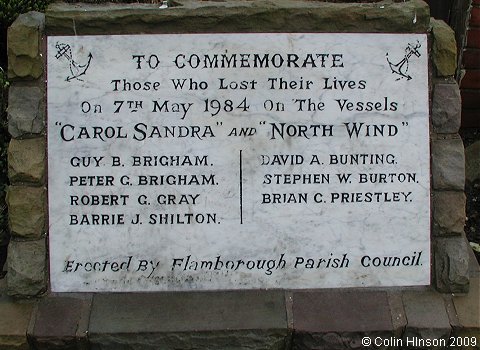 TO COMMEMORATE
THOSE WHO LOST THEIR LIVES
ON 7TH MAY 1984 ON THE VESSELS
"CAROL SANDRA" AND "NORTH WIND"
GUY B. BRIGHAM.
PETER G. BRIGHAM.
ROBERT G. GRAY
BARRIE J. SHILTON.
DAVID A. BUNTING.
STEPHEN W. BURTON.
BRIAN C. PRIESTLEY.
Erected By Flamborough Parish Council.
© Colin Hinson 2009